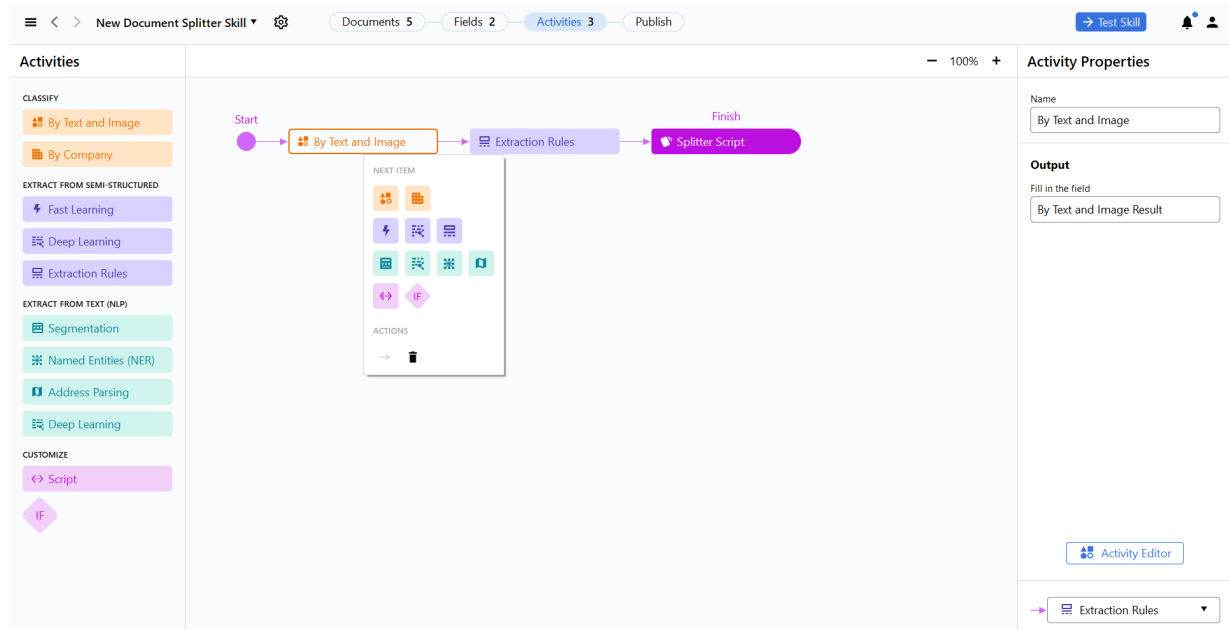 New Document Splitter Skill
Documents 5
Fields 2
Activities 3
Publish
Test Skill
Activities
100%
Activity Properties
CLASSIFY
By Text and Image
By Company
EXTRACT FROM SEMI-STRUCTURED
Fast Learning
Deep Learning
Extraction Rules
EXTRACT FROM TEXT (NLP)
Segmentation
Named Entities (NER)
Address Parsing
Deep Learning
CUSTOMIZE
Script
IF
Start
By Text and Image
Extraction Rules
Finish
Splitter Script
NEXT ITEM
IF
ACTIONS
Name
By Text and Image
Output
Fill in the field
By Text and Image Result
Activity Editor
Extraction Rules